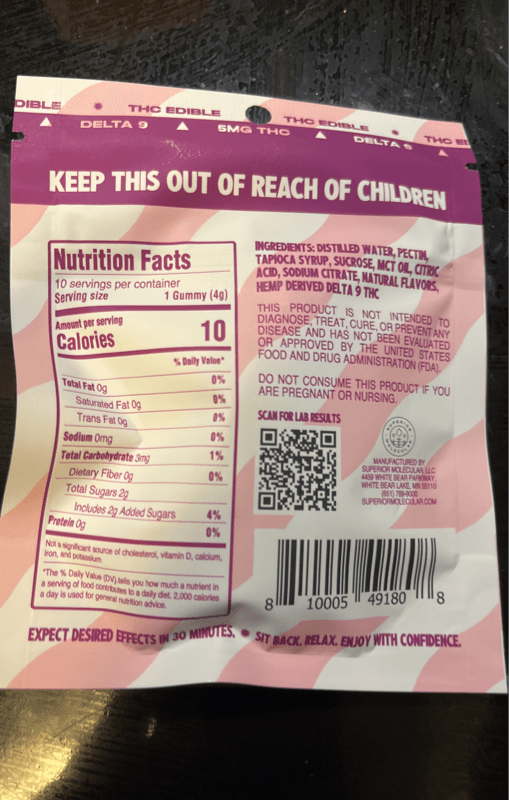 DIBLE • THC EDIBLE THC EDIBLE • THC E
▲ DELTA 9 ▲ 5MG THC ▲ DELTA 9 ▲
KEEP THIS OUT OF REACH OF CHILDREN
Nutrition Facts
10 servings per container
Serving size 1 Gummy (4g)
Amount per serving
Calories 10
% Daily Value*
Total Fat 0g 0%
Saturated Fat 0g 0%
Trans Fat 0g 0%
Sodium 0mg 0%
Total Carbohydrate 3mg 1%
Dietary Fiber 0g 0%
Total Sugars 2g
Includes 2g Added Sugars 4%
Protein 0g 0%
Not a significant source of cholesterol, vitamin D, calcium,
iron, and potassium
*The % Daily Value (DV) tells you how much a nutrient in
a serving of food contributes to a daily diet. 2,000 calories
a day is used for general nutrition advice.
INGREDIENTS: DISTILLED WATER, PECTIN,
TAPIOCA SYRUP, SUCROSE, MCT OIL, CITRIC
ACID, SODIUM CITRATE, NATURAL FLAVORS,
HEMP DERIVED DELTA 9 THC
THIS PRODUCT IS NOT INTENDED TO
DIAGNOSE, TREAT, CURE, OR PREVENT ANY
DISEASE AND HAS NOT BEEN EVALUATED
OR APPROVED BY THE UNITED STATES
FOOD AND DRUG ADMINISTRATION (FDA).
DO NOT CONSUME THIS PRODUCT IF YOU
ARE PREGNANT OR NURSING.
SCAN FOR LAB RESULTS
SUPERIOR
MANUFACTURED BY
SUPERIOR MOLECULAR, LLC
4459 WHITE BEAR PARKWAY,
WHITE BEAR LAKE, MN 55110
(651) 789-9000
SUPERIORMOLECULAR.COM
8 10005 49180 8
EXPECT DESIRED EFFECTS IN 30 MINUTES. • SIT BACK. RELAX. ENJOY WITH CONFIDENCE.